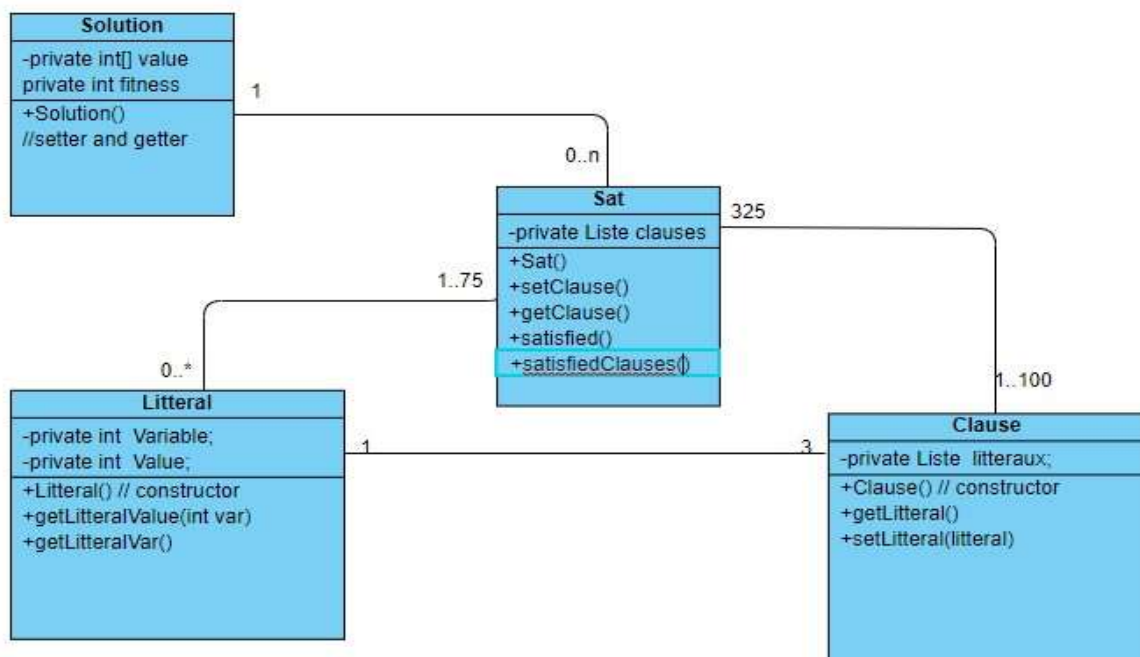 Solution
-private int[] value
private int fitness
+Solution()
//setter and getter
1
0..n
Sat
-private Liste clauses
+Sat()
+setClause()
+getClause()
+satisfied()
+satisfiedClauses()
325
1..100
1..75
0..*
Litteral
-private int Variable;
-private int Value;
+Litteral() // constructor
+getLitteralValue(int var)
+getLitteralVar()
1
3
Clause
-private Liste litteraux;
+Clause() // constructor
+getLitteral()
+setLitteral(litteral)